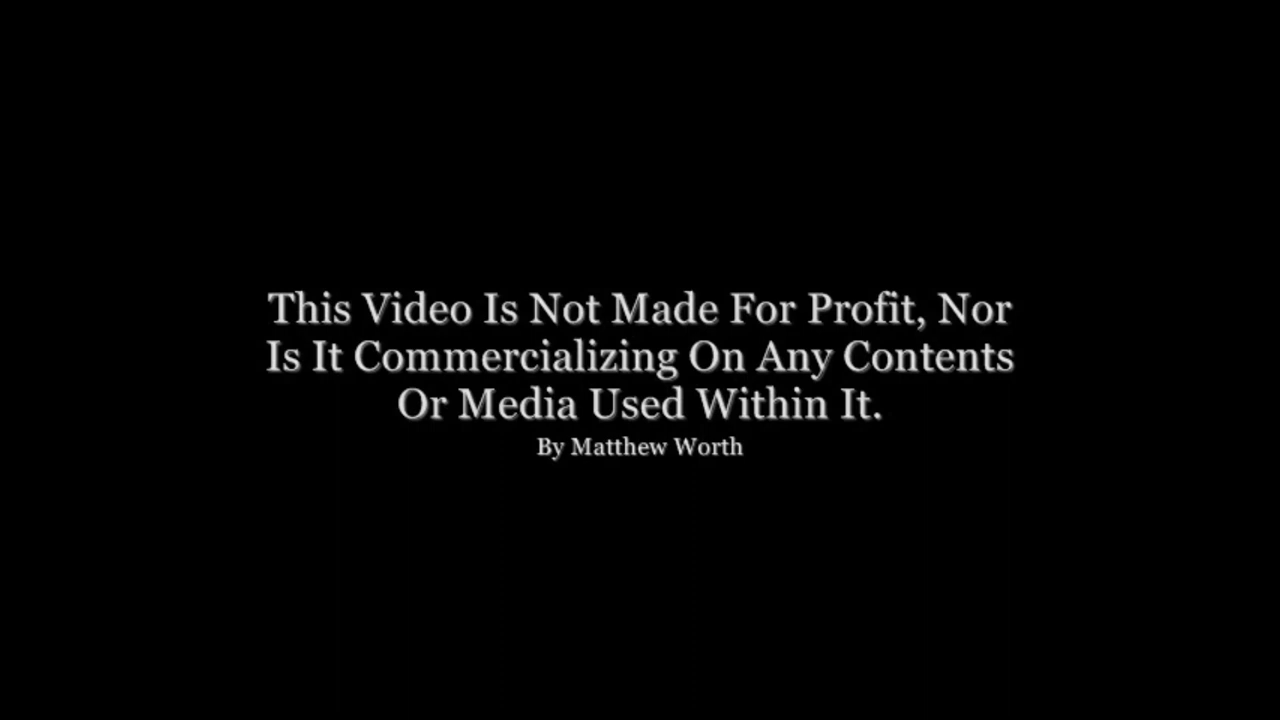 This Video Is Not Made For Profit, Nor
Is It Commercializing On Any Contents
Or Media Used Within It.
By Matthew Worth